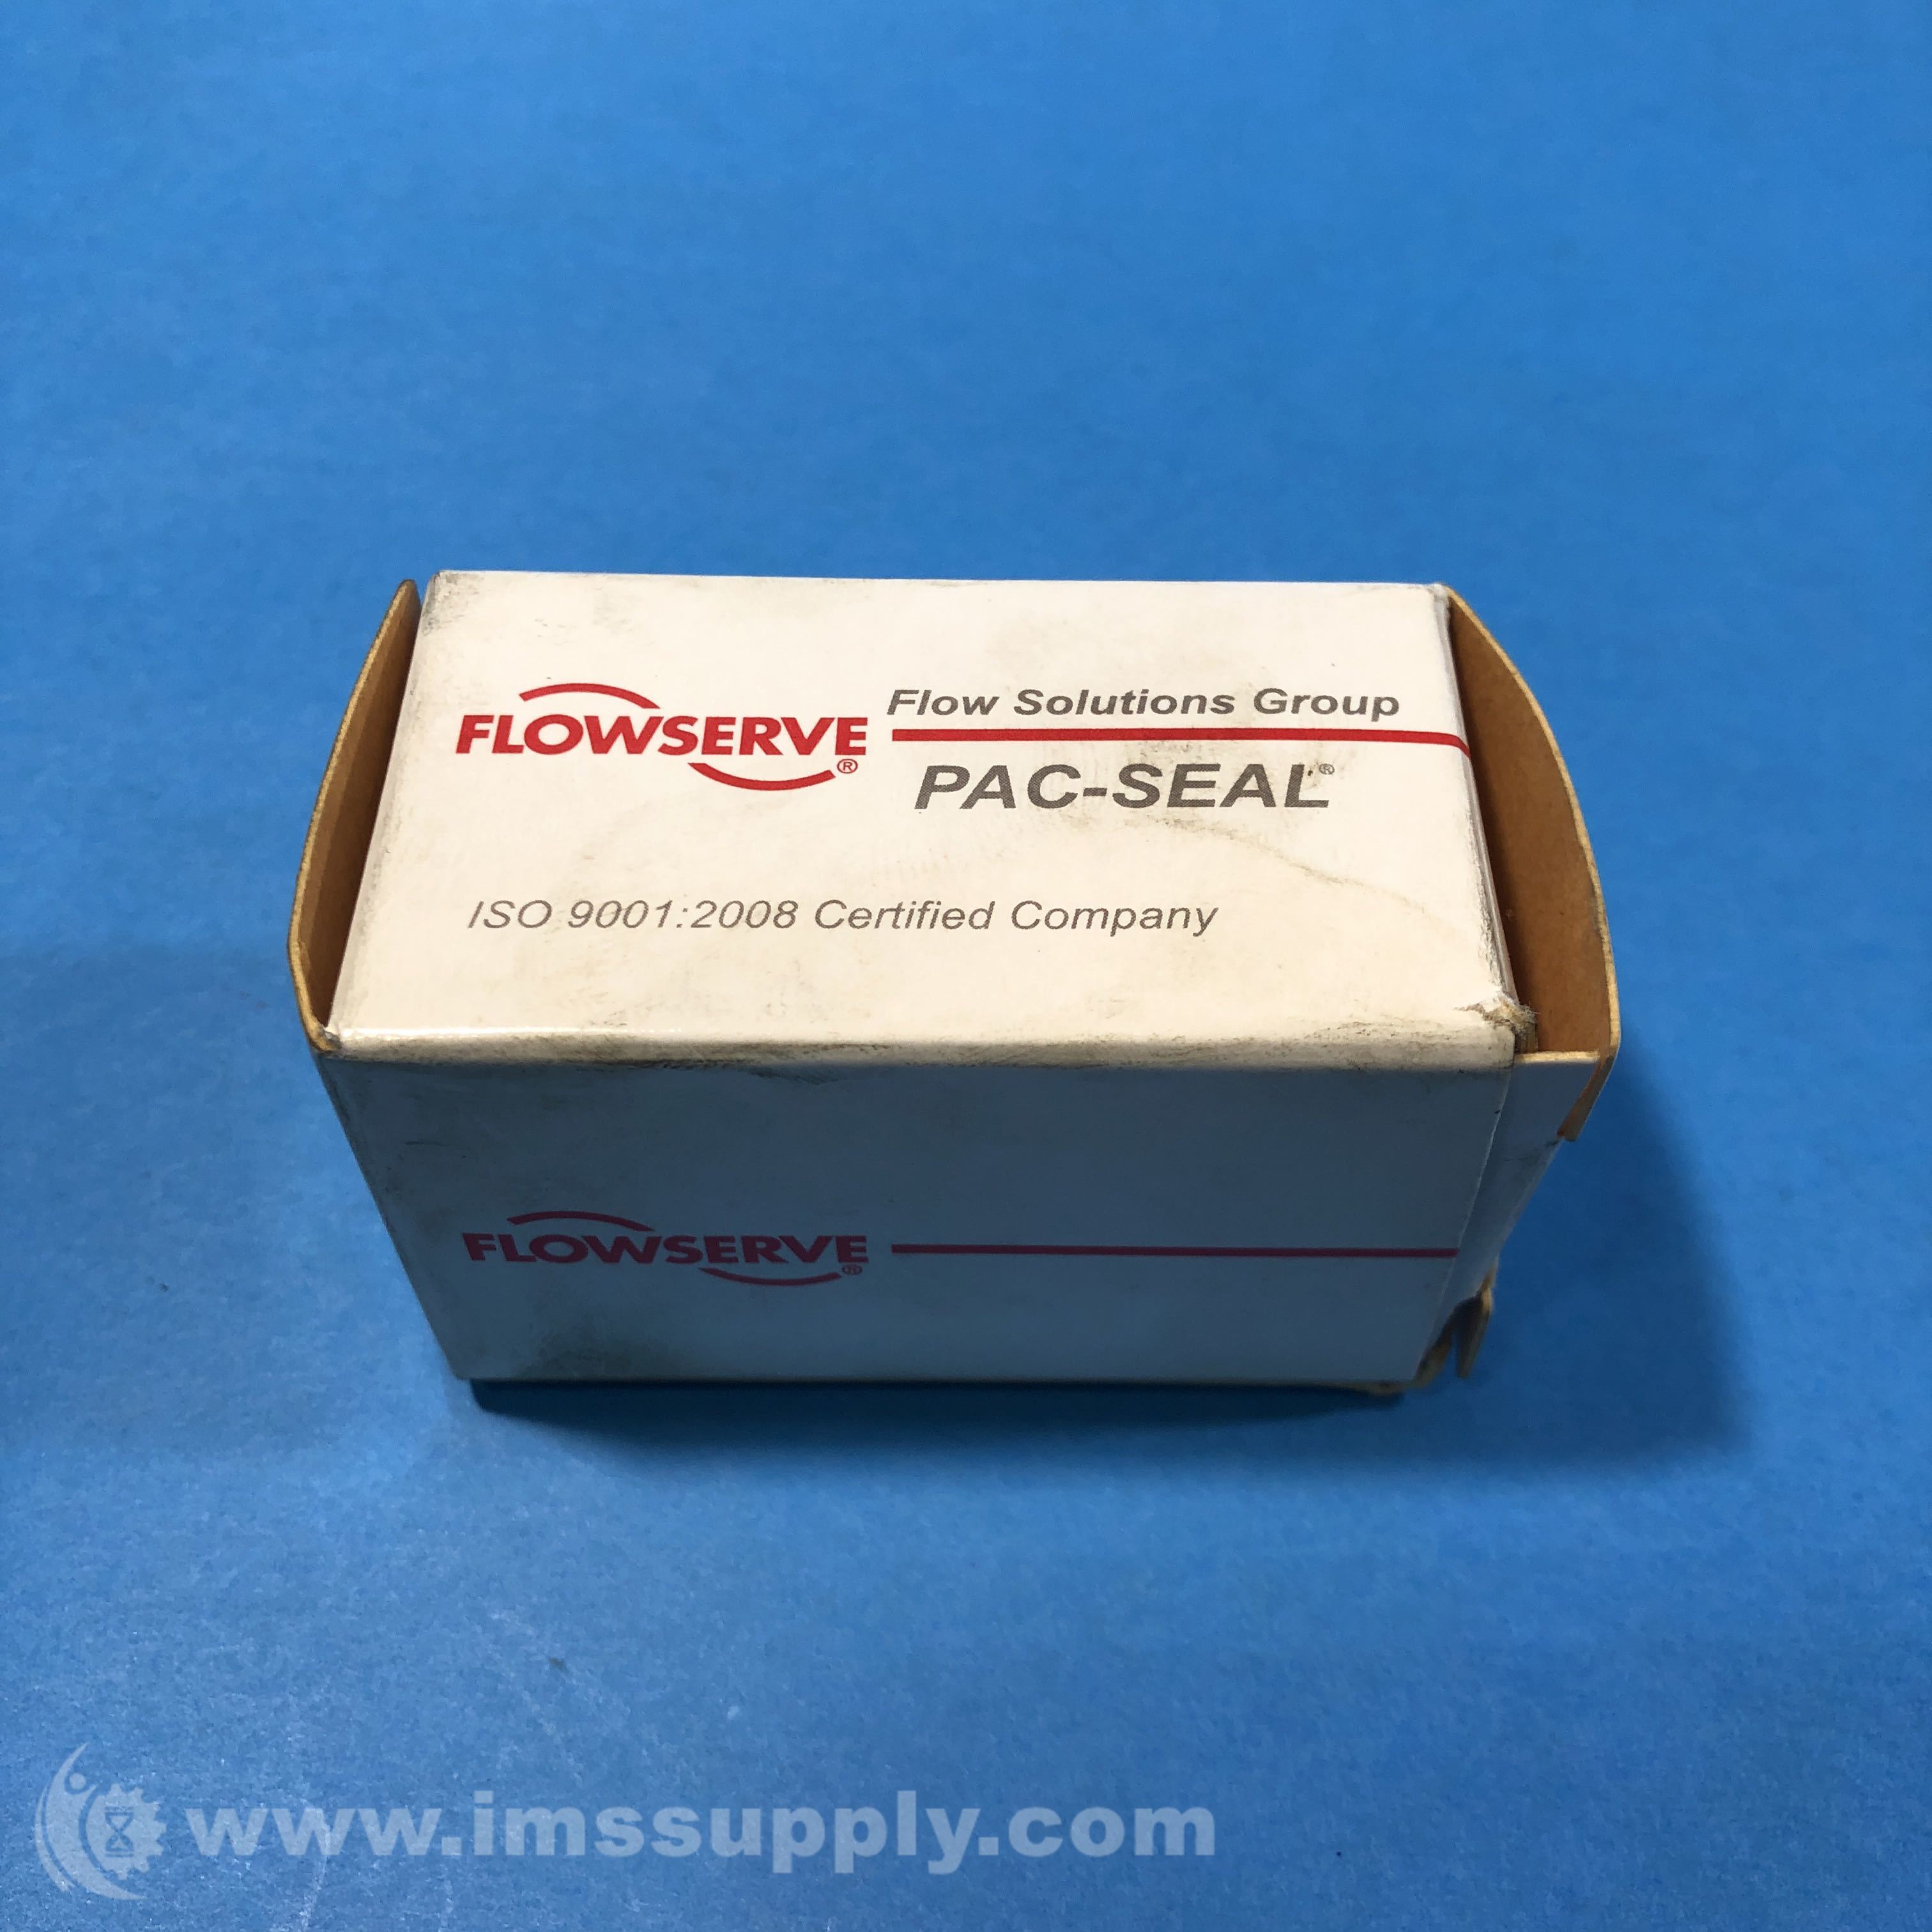 FLOWSERVE®
Flow Solutions Group
PAC-SEAL®
ISO 9001:2008 Certified Company
FLOWSERVE®
www.imssupply.com